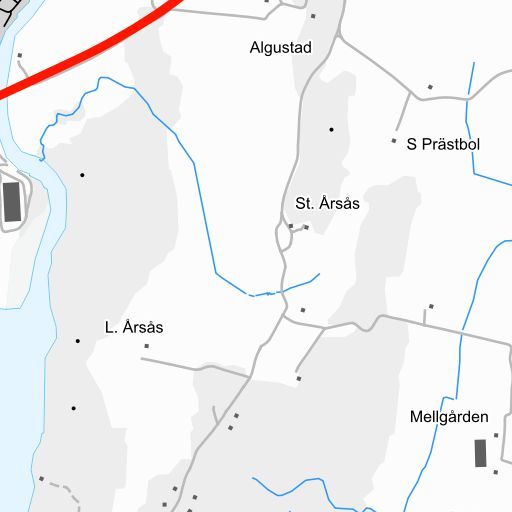 Algustad
S Prästbol
St. Årsås
L. Årsås
Mellgården